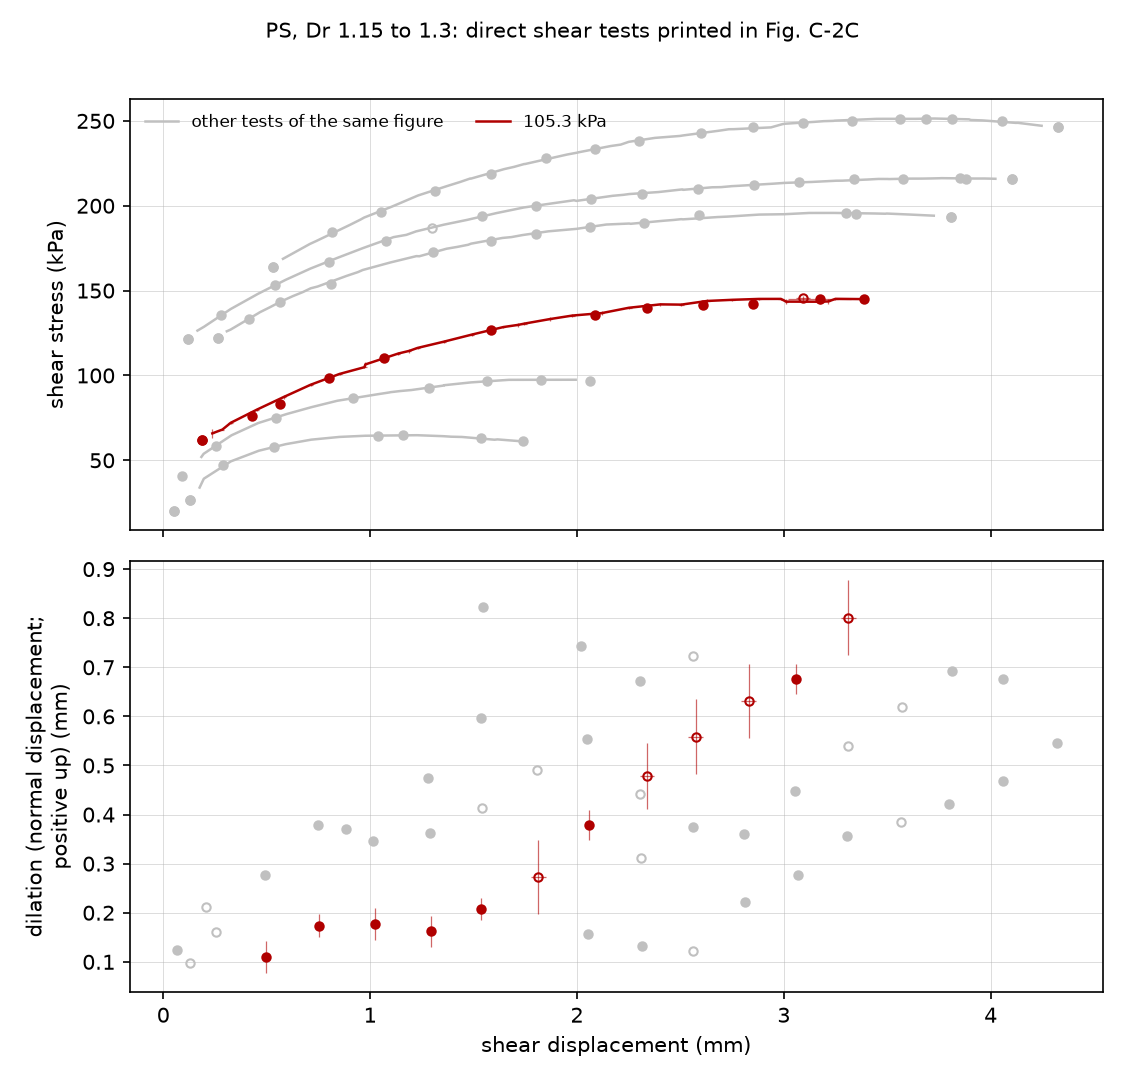 PS, Dr 1.15 to 1.3: direct shear tests printed in Fig. C-2C
other tests of the same figure
105.3 kPa
250
200
150
100
50
shear stress (kPa)
0.9
0.8
0.7
0.6
0.5
0.4
0.3
0.2
0.1
dilation (normal displacement;
positive up) (mm)
0
1
2
3
4
shear displacement (mm)